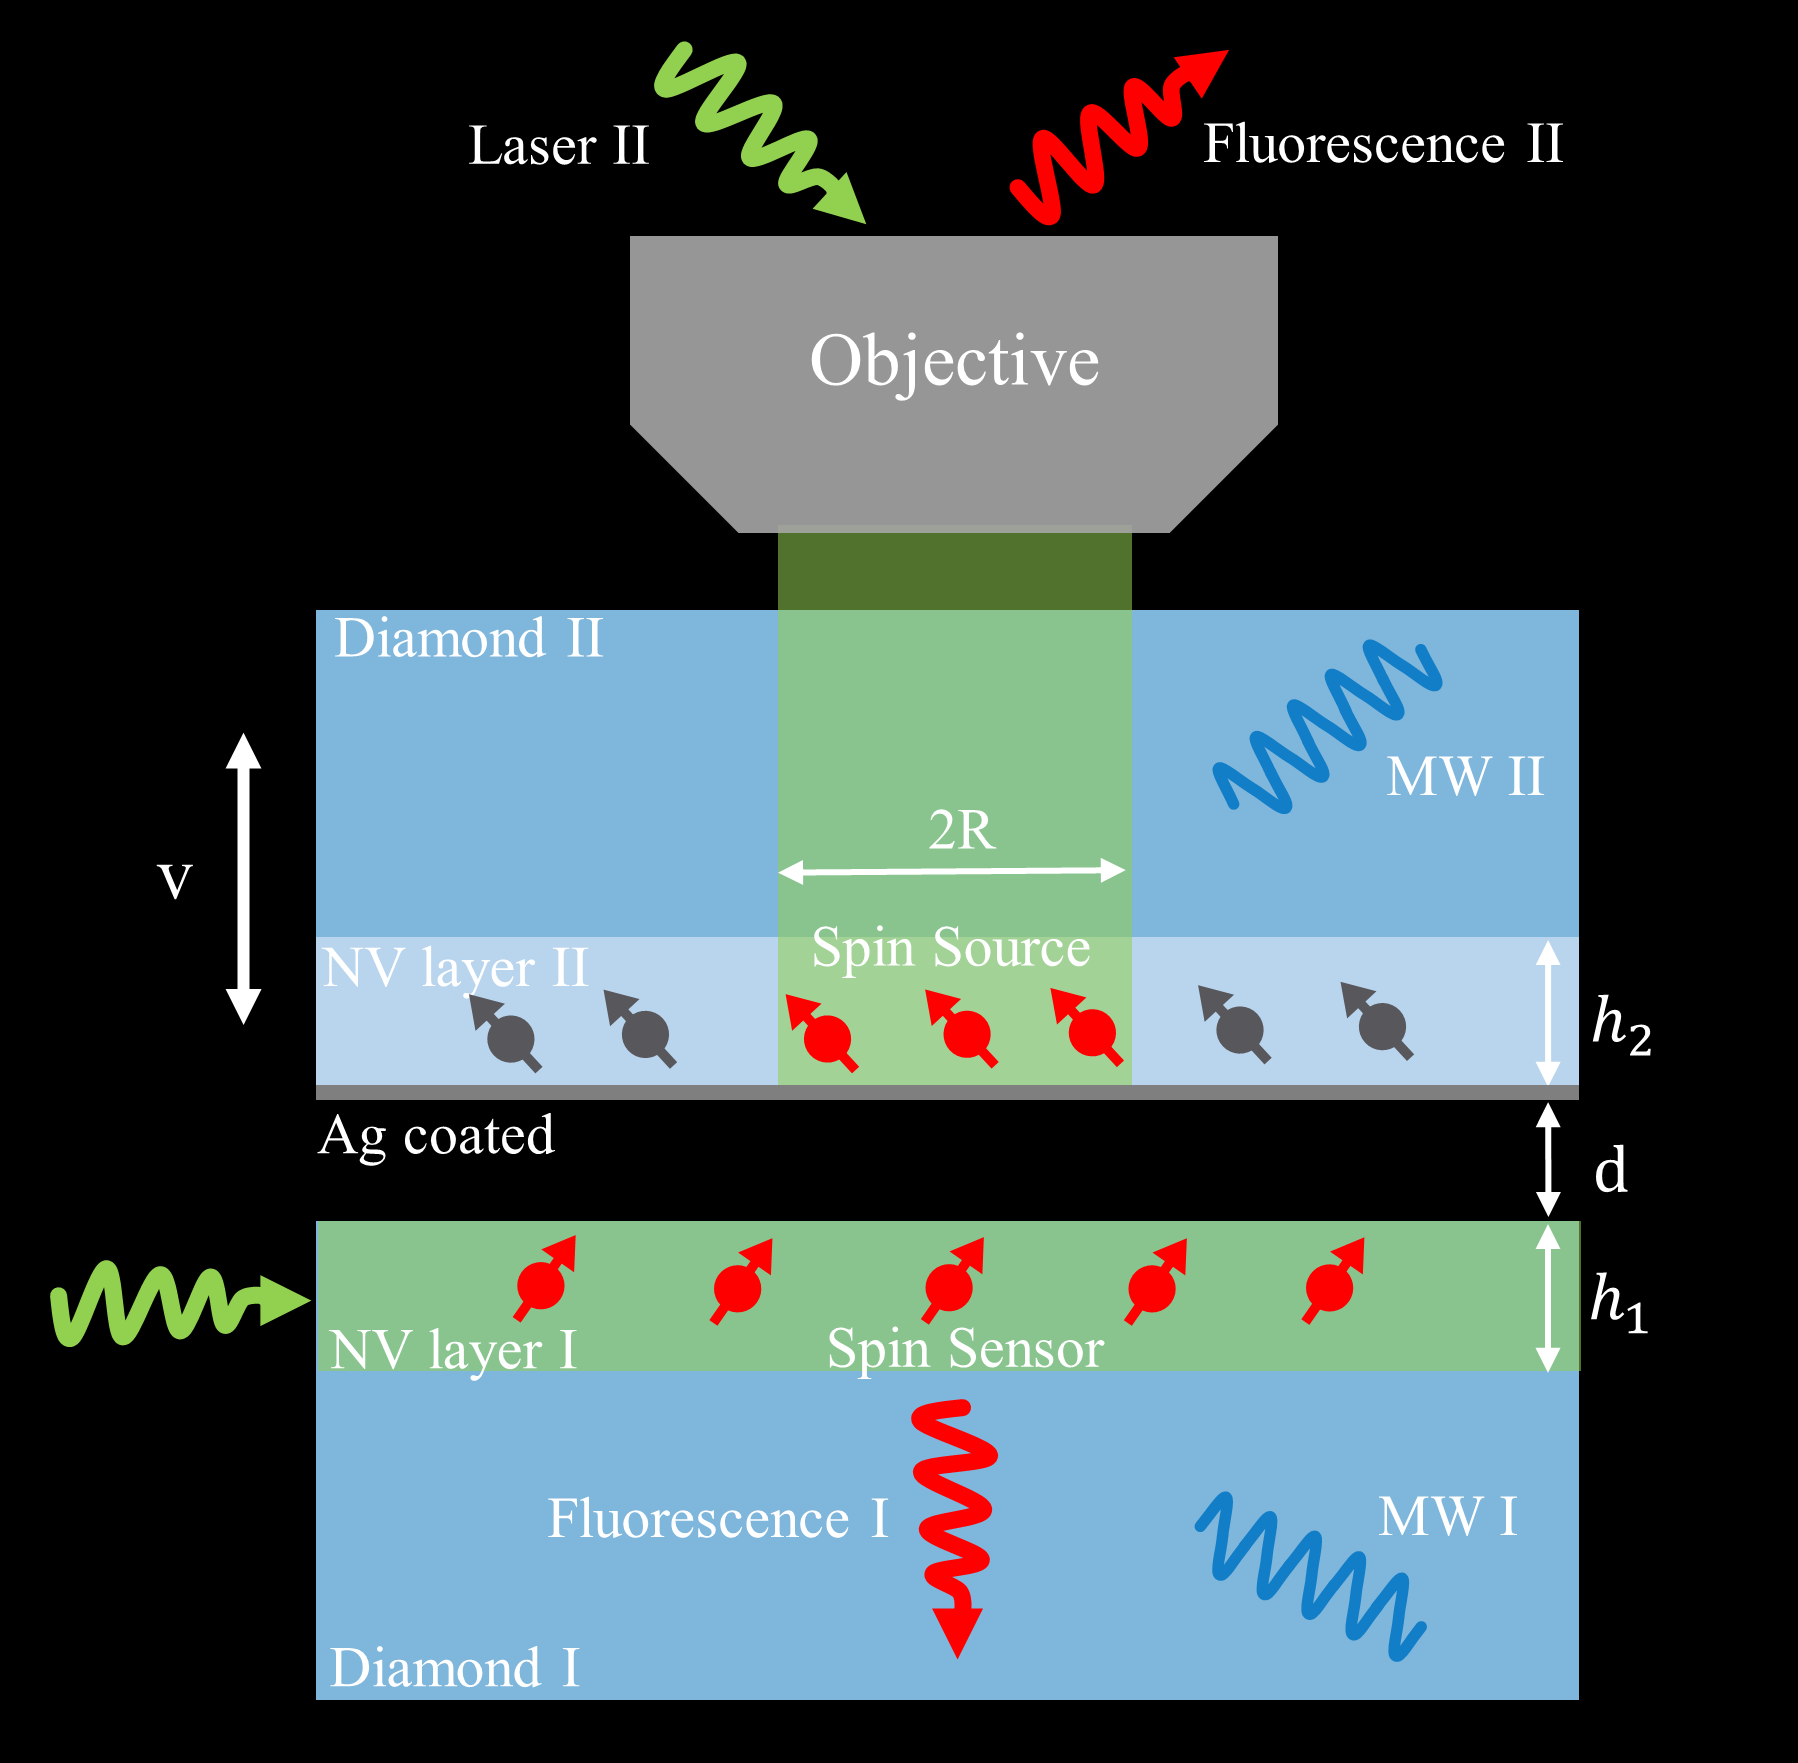 Laser II
Fluorescence II
Objective
Diamond II
MW II
2R
v
Spin Source
NV layer II
h₂
Ag coated
d
h₁
NV layer I
Spin Sensor
Fluorescence I
MW I
Diamond I